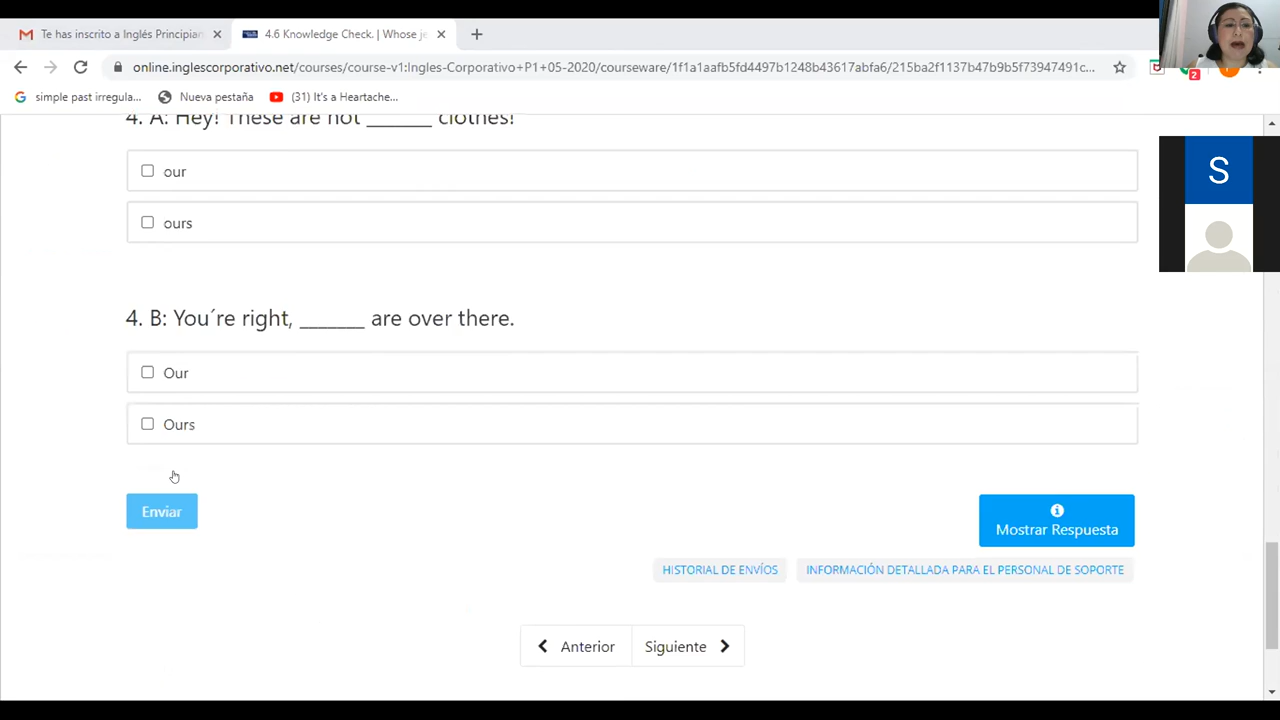 Te has inscrito a Inglés Principian
4.6 Knowledge Check. | Whose je
online.inglescorporativo.net/courses/course-v1:Ingles-Corporativo+P1+05-2020/courseware/1f1a1aafb5fd4497b1248b43617abfa6/215ba2f1137b47b9b5f73947491c...
2
simple past irregula...
Nueva pestaña
(31) It's a Heartache...
4. A: Hey! These are not _______ clothes!
our
ours
S
4. B: You´re right, _______ are over there.
Our
Ours
Enviar
Mostrar Respuesta
HISTORIAL DE ENVÍOS
INFORMACIÓN DETALLADA PARA EL PERSONAL DE SOPORTE
Anterior
Siguiente